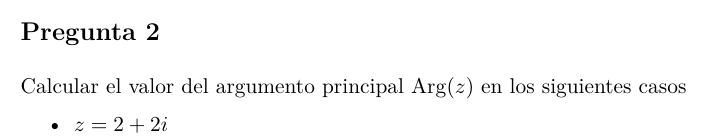 Pregunta 2
Calcular el valor del argumento principal Arg(z) en los siguientes casos
• z = 2 + 2i